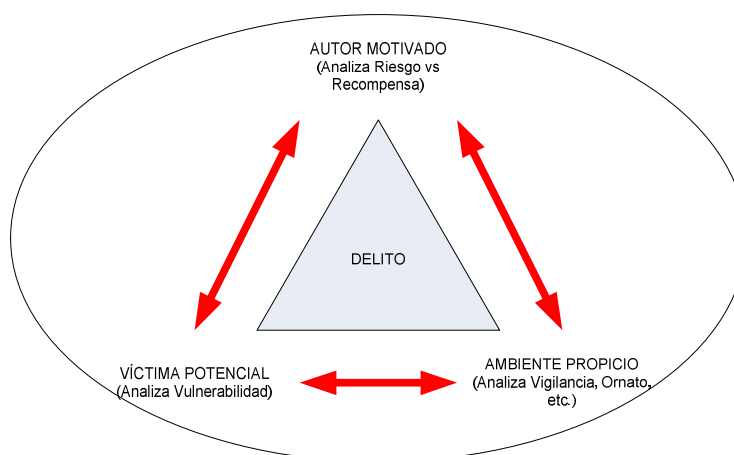 AUTOR MOTIVADO
(Analiza Riesgo vs
Recompensa)
DELITO
VÍCTIMA POTENCIAL
(Analiza Vulnerabilidad)
AMBIENTE PROPICIO
(Analiza Vigilancia, Ornato,
etc.)